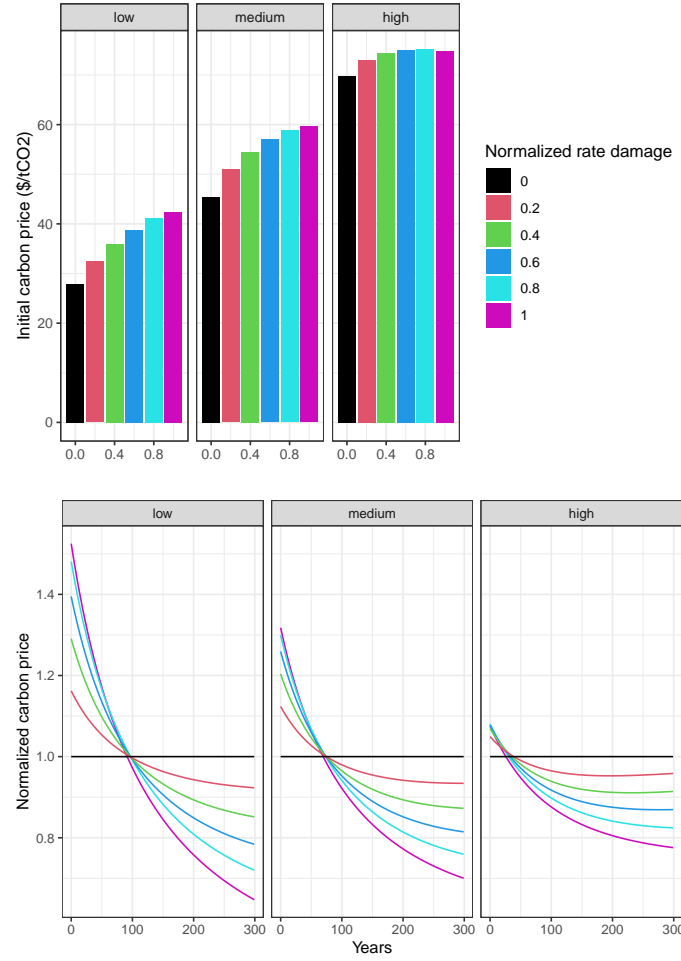 low medium high
Initial carbon price ($/tCO2)
60
40
20
0
0.0 0.4 0.8 0.0 0.4 0.8 0.0 0.4 0.8
Normalized rate damage
0
0.2
0.4
0.6
0.8
1
low medium high
Normalized carbon price
1.4
1.2
1.0
0.8
0 100 200 300 0 100 200 300 0 100 200 300
Years